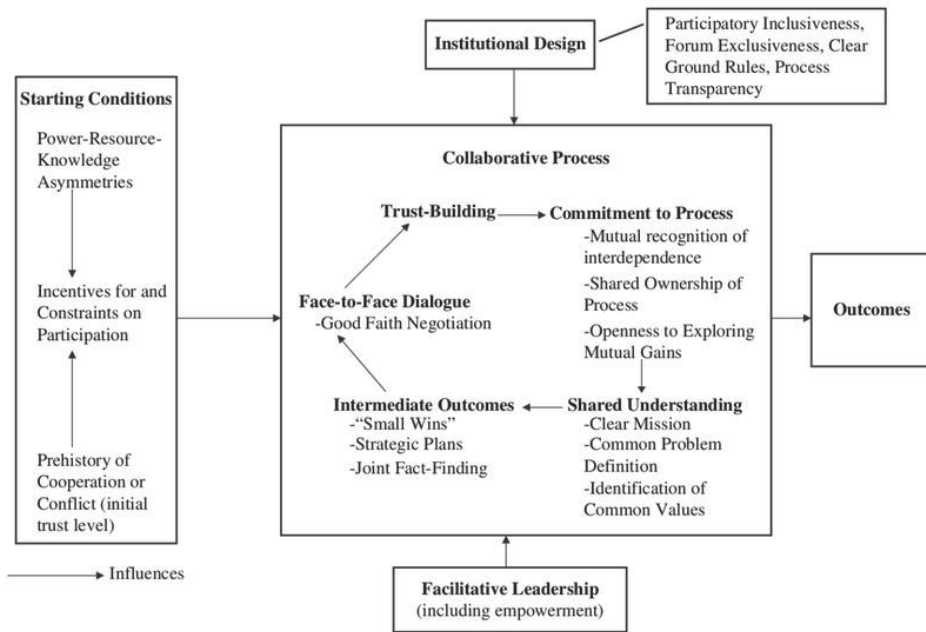 Institutional Design
Participatory Inclusiveness,
Forum Exclusiveness, Clear
Ground Rules, Process
Transparency
Starting Conditions
Power-Resource-
Knowledge
Asymmetries
Incentives for and
Constraints on
Participation
Prehistory of
Cooperation or
Conflict (initial
trust level)
Influences
Collaborative Process
Trust-Building
Commitment to Process
-Mutual recognition of
interdependence
-Shared Ownership of
Process
-Openness to Exploring
Mutual Gains
Face-to-Face Dialogue
-Good Faith Negotiation
Intermediate Outcomes
-“Small Wins”
-Strategic Plans
-Joint Fact-Finding
Shared Understanding
-Clear Mission
-Common Problem
Definition
-Identification of
Common Values
Outcomes
Facilitative Leadership
(including empowerment)